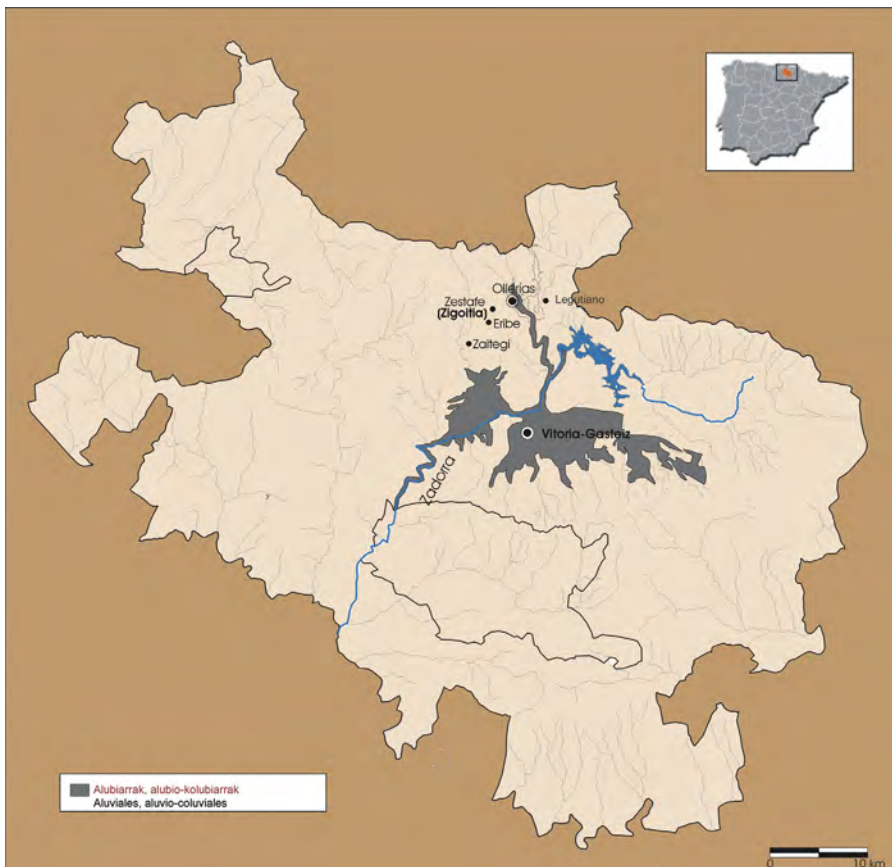 Ollerías
Legutiano
Zestafe
(Zigoitia)
Eribe
Zaitegi
Vitoria-Gasteiz
Zadorra
Alubiarrak, alubio-kolubiarrak
Aluviales, aluvio-coluviales
0 10 km